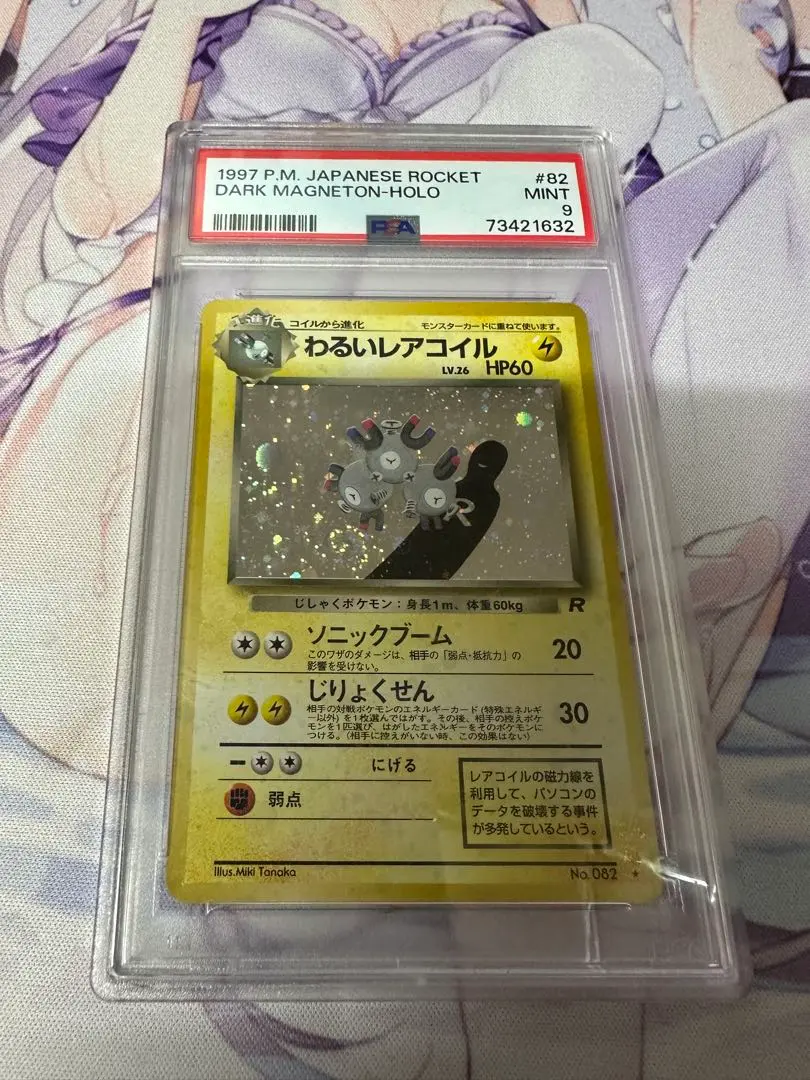 1997 P.M. JAPANESE ROCKET #82
DARK MAGNETON-HOLO MINT
9
PSA 73421632
1進化 コイルから進化 モンスターカードに重ねて使います。
わるいレアコイル
LV.26 HP60
R
じしゃくポケモン：身長1m、体重60kg R
ソニックブーム 20
このワザのダメージは、相手の「弱点・抵抗力」の
影響を受けない。
じりょくせん 30
相手の対戦ポケモンのエネルギーカード(特殊エネルギ
ー以外)を1枚選んではがす。その後、相手の控えポケ
モンを1匹選び、はがしたエネルギーをそのポケモンに
つける。(相手に控えがいない時、この効果はない)
にげる
弱点
レアコイルの磁力線を
利用して、パソコンの
データを破壊する事件
が多発しているという。
Illus.Miki Tanaka No. 082 ★